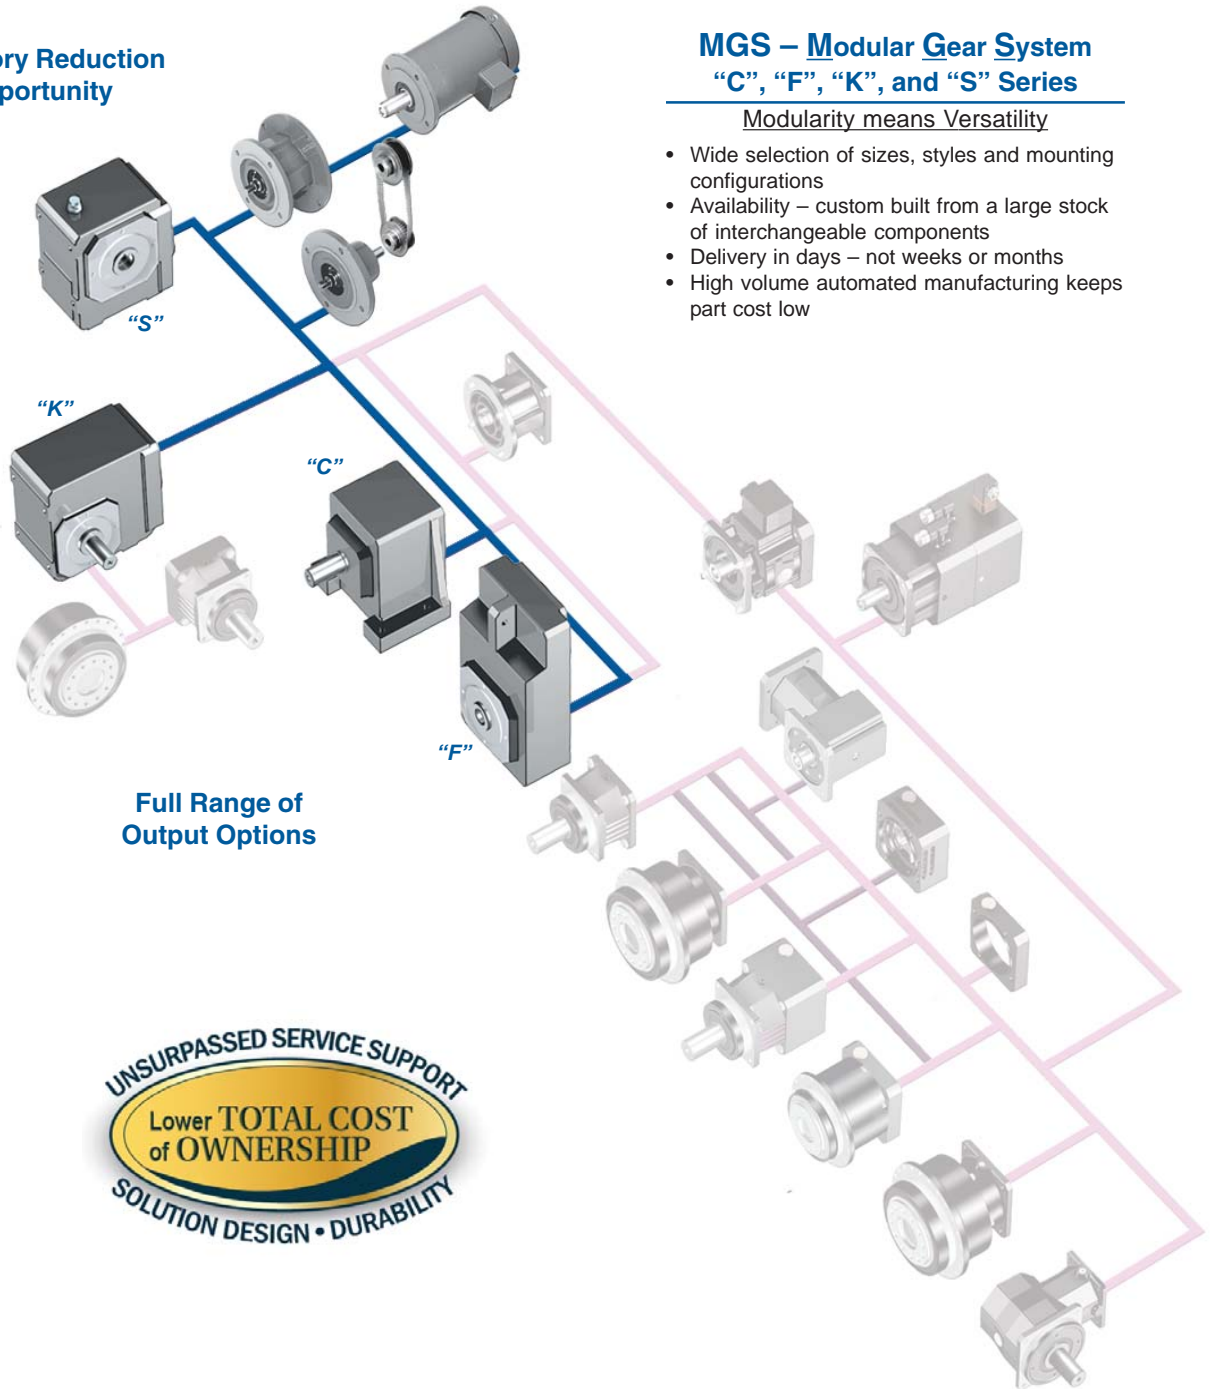 ory Reduction
portunity
MGS – Modular Gear System
“C”, “F”, “K”, and “S” Series
Modularity means Versatility
• Wide selection of sizes, styles and mounting
configurations
• Availability – custom built from a large stock
of interchangeable components
• Delivery in days – not weeks or months
• High volume automated manufacturing keeps
part cost low
“S”
“K”
“C”
“F”
Full Range of
Output Options
UNSURPASSED SERVICE SUPPORT
Lower TOTAL COST
of OWNERSHIP
SOLUTION DESIGN • DURABILITY